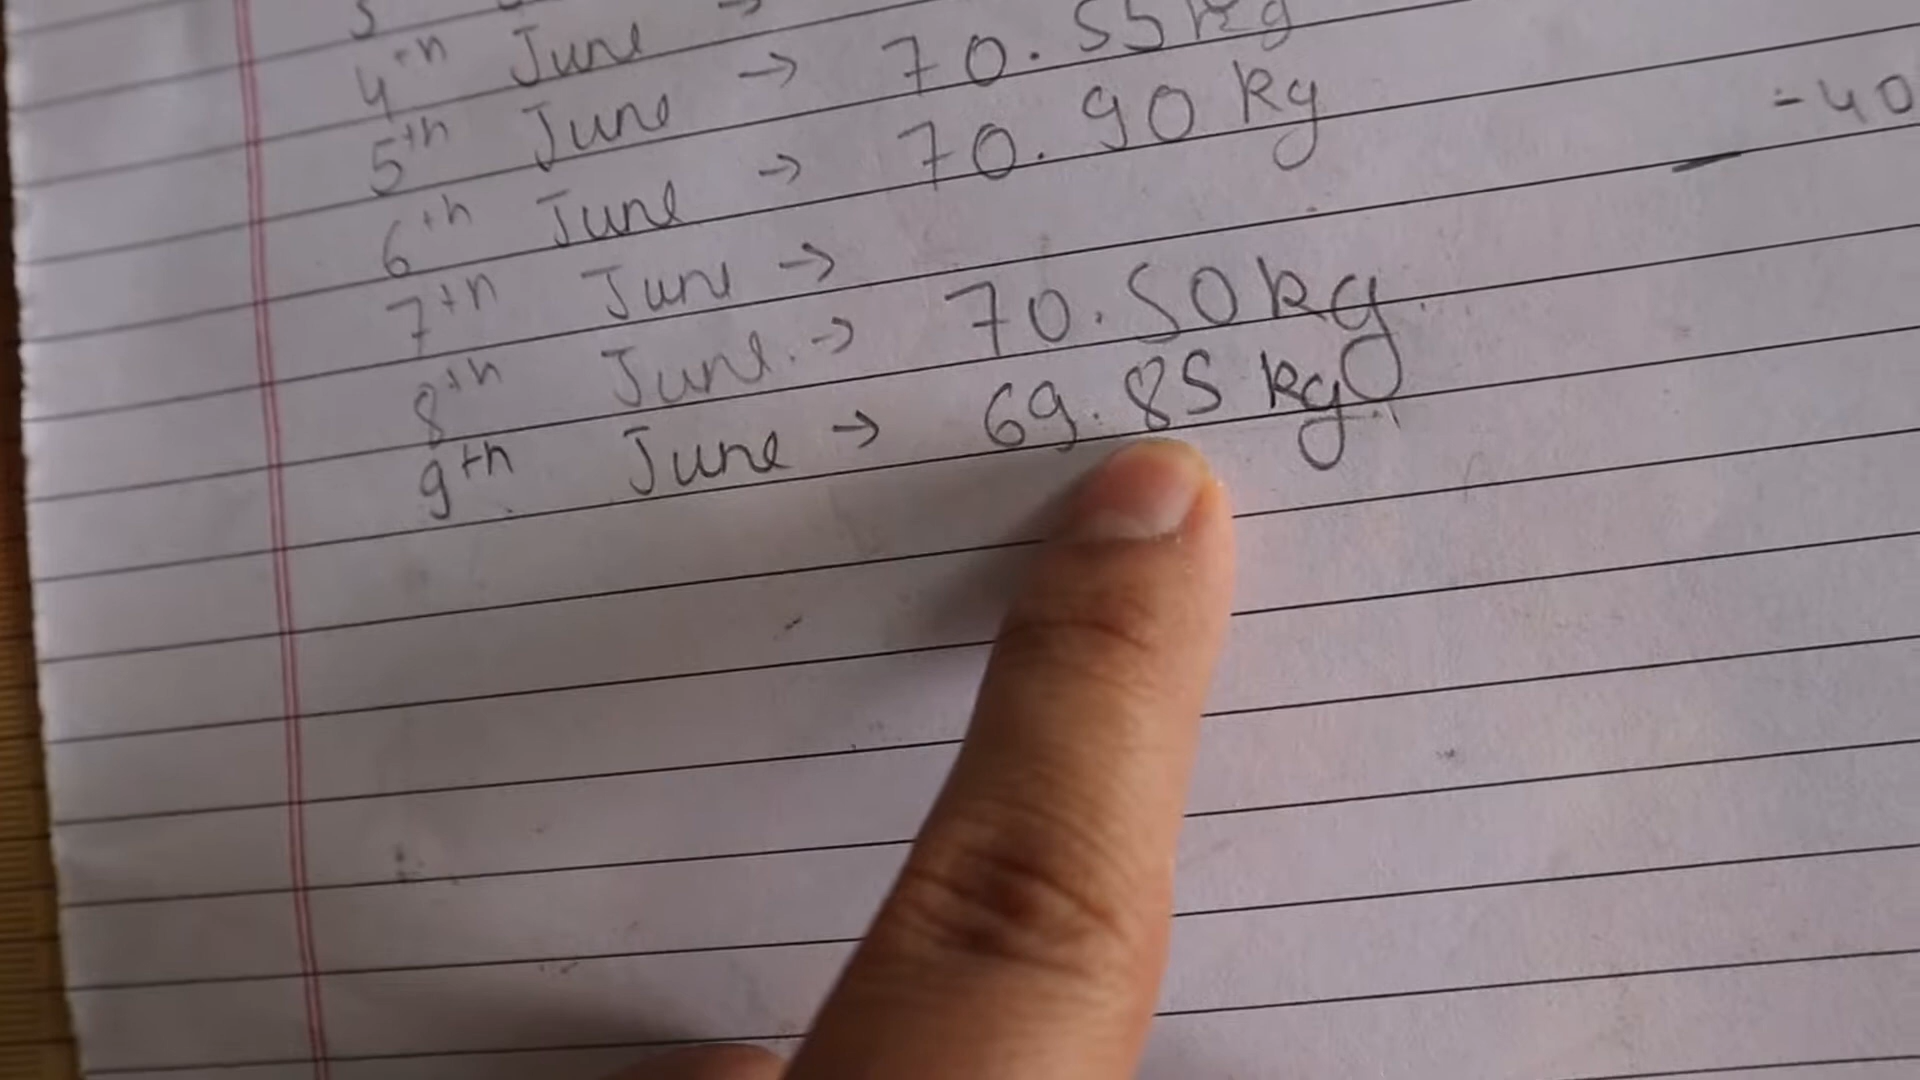 4th June →
5th June → 70.55 kg
6th June → 70.90 kg
7th June → -40
8th June. → 70.50 kg
9th June → 69.85 kg